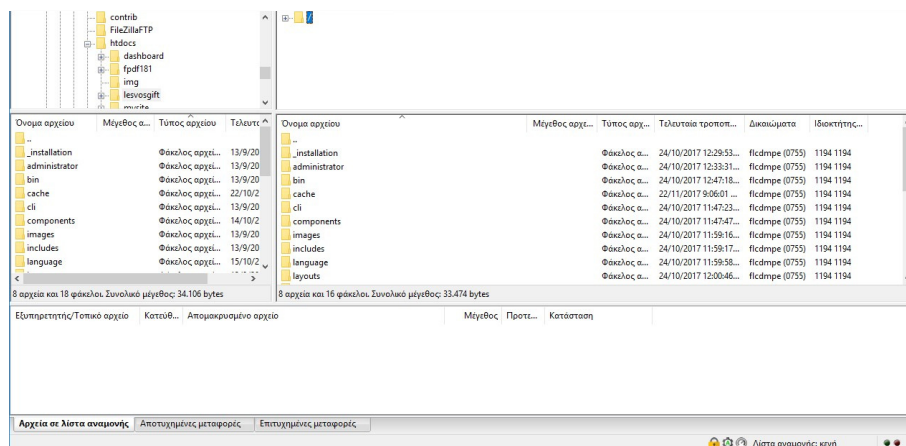 contrib
FileZillaFTP
htdocs
dashboard
fpdf181
img
lesvosgift
mysite
/
Όνομα αρχείου Μέγεθος α... Τύπος αρχείου Τελευτα
..
_installation Φάκελος αρχεί... 13/9/20
administrator Φάκελος αρχεί... 13/9/20
bin Φάκελος αρχεί... 13/9/20
cache Φάκελος αρχεί... 22/10/2
cli Φάκελος αρχεί... 13/9/20
components Φάκελος αρχεί... 14/10/2
images Φάκελος αρχεί... 13/9/20
includes Φάκελος αρχεί... 13/9/20
language Φάκελος αρχεί... 15/10/2
8 αρχεία και 18 φάκελοι. Συνολικό μέγεθος: 34.106 bytes
Όνομα αρχείου Μέγεθος αρχε... Τύπος αρχ... Τελευταία τροποπ... Δικαιώματα Ιδιοκτήτης...
..
_installation Φάκελος α... 24/10/2017 12:29:53... flcdmpe (0755) 1194 1194
administrator Φάκελος α... 24/10/2017 12:33:31... flcdmpe (0755) 1194 1194
bin Φάκελος α... 24/10/2017 12:47:18... flcdmpe (0755) 1194 1194
cache Φάκελος α... 22/11/2017 9:06:01 ... flcdmpe (0755) 1194 1194
cli Φάκελος α... 24/10/2017 11:47:23... flcdmpe (0755) 1194 1194
components Φάκελος α... 24/10/2017 11:47:47... flcdmpe (0755) 1194 1194
images Φάκελος α... 24/10/2017 11:59:16... flcdmpe (0755) 1194 1194
includes Φάκελος α... 24/10/2017 11:59:17... flcdmpe (0755) 1194 1194
language Φάκελος α... 24/10/2017 11:59:58... flcdmpe (0755) 1194 1194
layouts Φάκελος α... 24/10/2017 12:00:46... flcdmpe (0755) 1194 1194
8 αρχεία και 16 φάκελοι. Συνολικό μέγεθος: 33.474 bytes
Εξυπηρετητής/Τοπικό αρχείο Κατεύθ... Απομακρυσμένο αρχείο Μέγεθος Προτε... Κατάσταση
Αρχεία σε λίστα αναμονής Αποτυχημένες μεταφορές Επιτυχημένες μεταφορές
Λίστα αναμονής: κενή